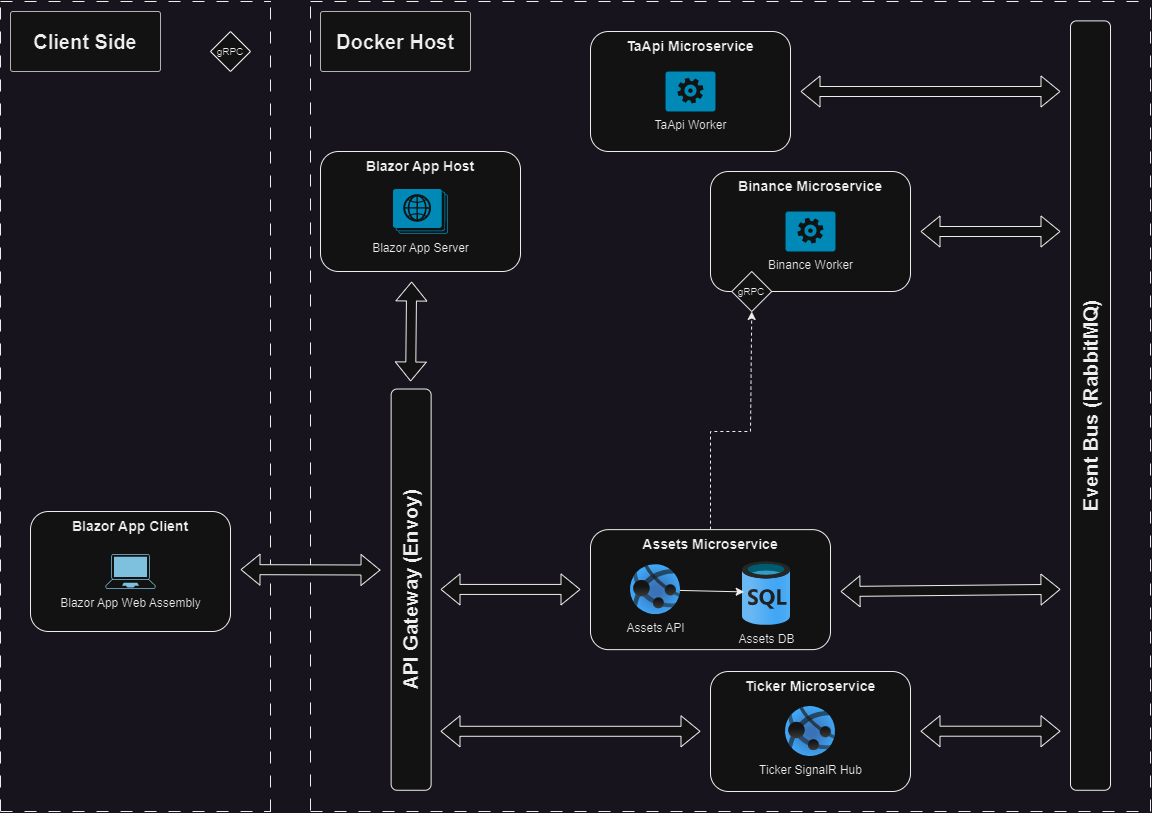 Client Side
gRPC
Docker Host
TaApi Microservice
TaApi Worker
Blazor App Host
Blazor App Server
Binance Microservice
Binance Worker
gRPC
Event Bus (RabbitMQ)
API Gateway (Envoy)
Blazor App Client
Blazor App Web Assembly
Assets Microservice
SQL
Assets API
Assets DB
Ticker Microservice
Ticker SignalR Hub